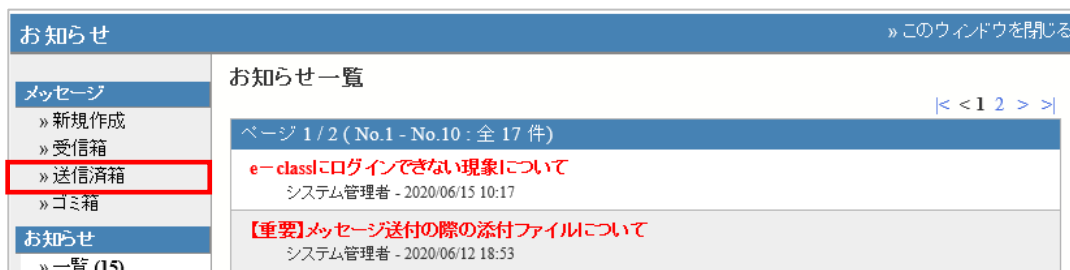 お知らせ
» このウィンドウを閉じる
メッセージ
» 新規作成
» 受信箱
» 送信済箱
» ゴミ箱
お知らせ
» 一覧 (15)
お知らせ一覧
|< < 1 2 > >|
ページ 1 / 2 ( No.1 - No.10 : 全 17 件)
e－classにログインできない現象について
システム管理者 - 2020/06/15 10:17
【重要】メッセージ送付の際の添付ファイルについて
システム管理者 - 2020/06/12 18:53